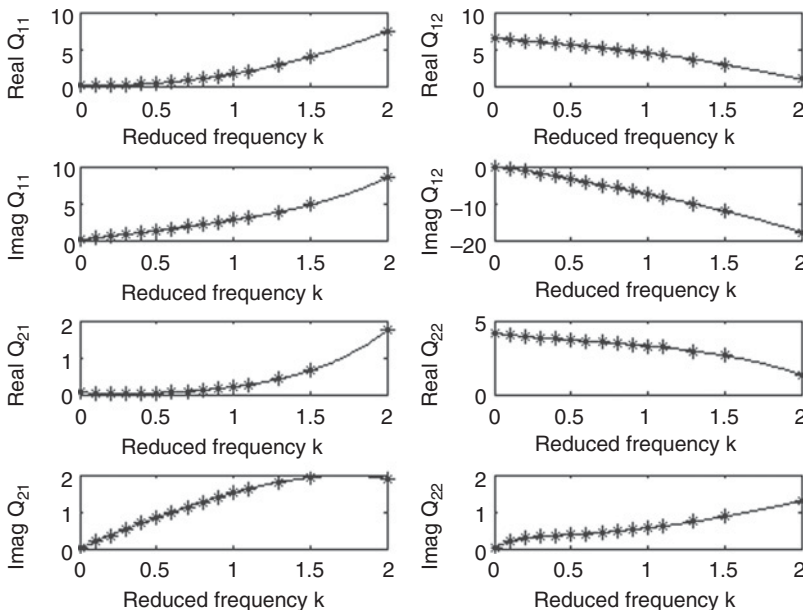 Real Q11
10
5
0
0 0.5 1 1.5 2
Reduced frequency k
Real Q12
10
5
0
0 0.5 1 1.5 2
Reduced frequency k
Imag Q11
10
5
0
0 0.5 1 1.5 2
Reduced frequency k
Imag Q12
0
−10
−20
0 0.5 1 1.5 2
Reduced frequency k
Real Q21
2
1
0
0 0.5 1 1.5 2
Reduced frequency k
Real Q22
5
0
0 0.5 1 1.5 2
Reduced frequency k
Imag Q21
2
1
0
0 0.5 1 1.5 2
Reduced frequency k
Imag Q22
2
1
0
0 0.5 1 1.5 2
Reduced frequency k